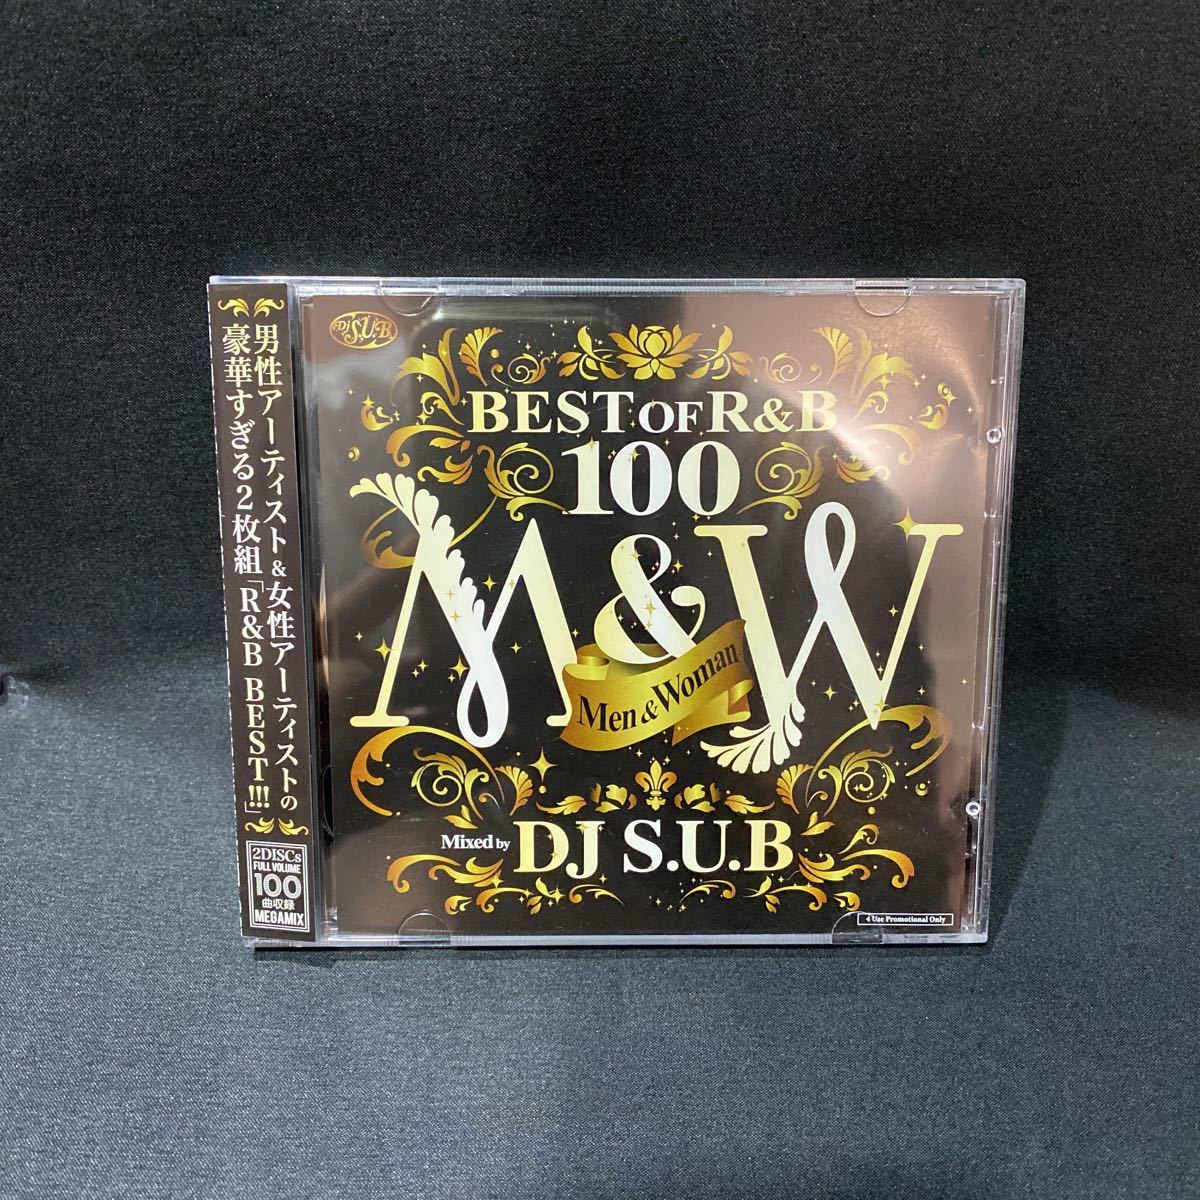 男性アーティスト&女性アーティストの
豪華すぎる2枚組「R&B BEST!!!」
2DISCs
FULL VOLUME
100
曲収録
MEGAMIX
Dj S.U.B
BEST OF R&B
100
M&W
Men & Woman
Mixed by DJ S.U.B
4 Use Promotional Only